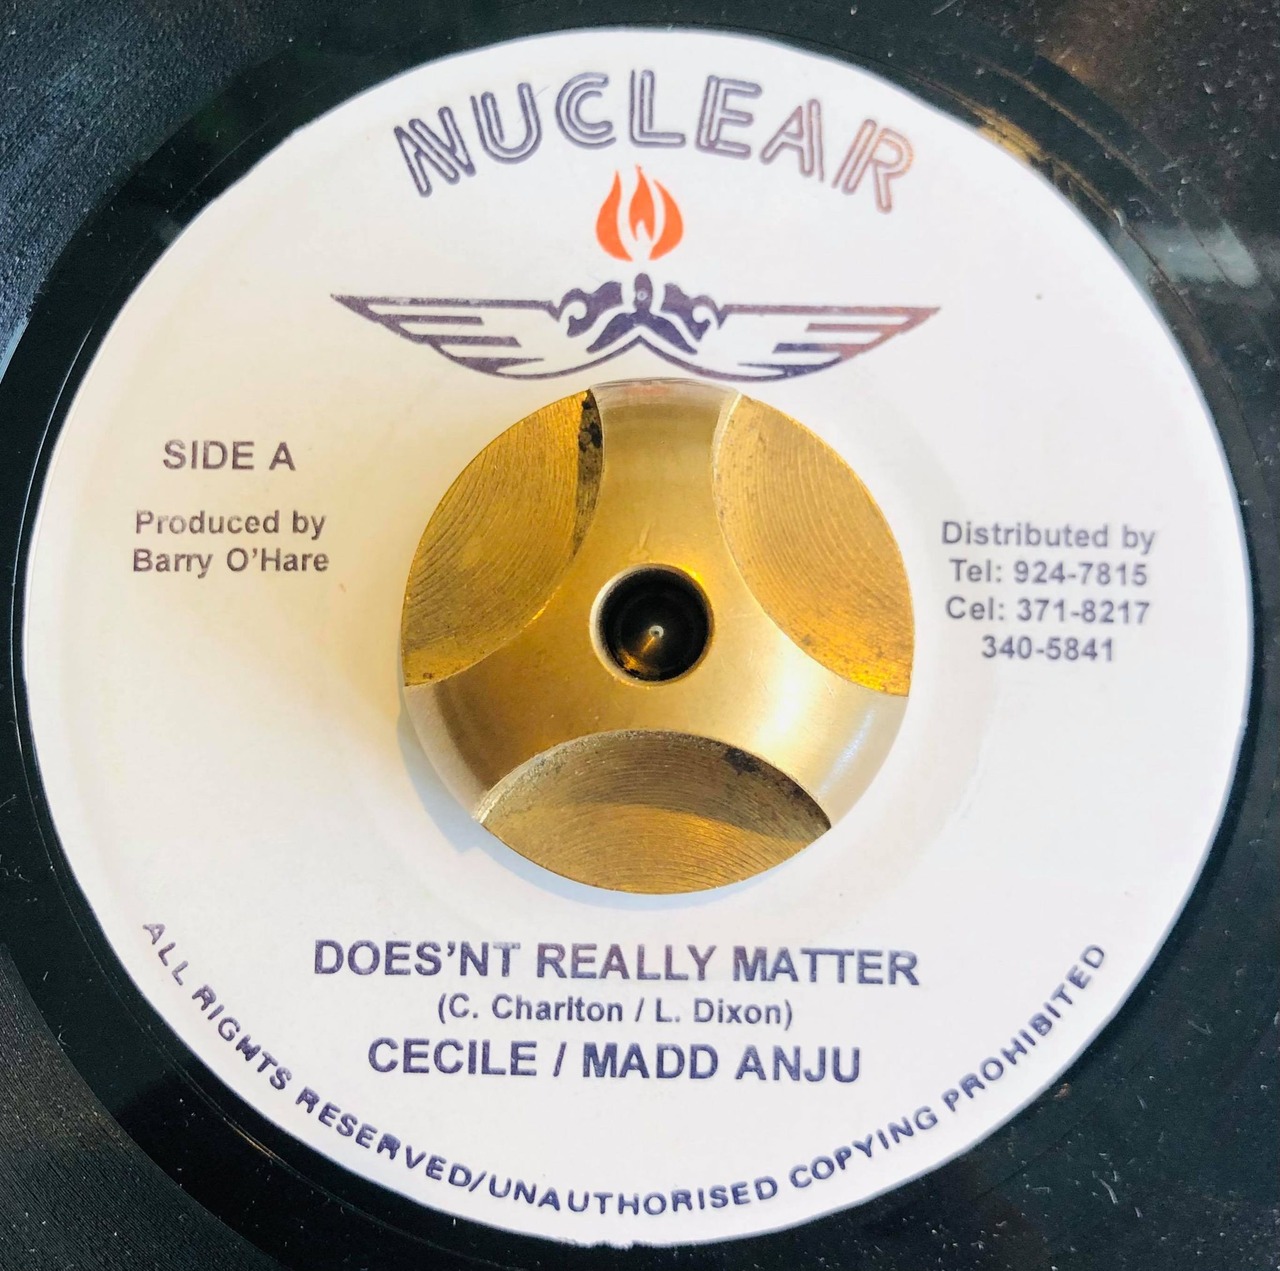 NUCLEAR
SIDE A
Produced by
Barry O'Hare
Distributed by
Tel: 924-7815
Cel: 371-8217
340-5841
DOES'NT REALLY MATTER
(C. Charlton / L. Dixon)
CECILE / MADD ANJU
ALL RIGHTS RESERVED/UNAUTHORISED COPYING PROHIBITED